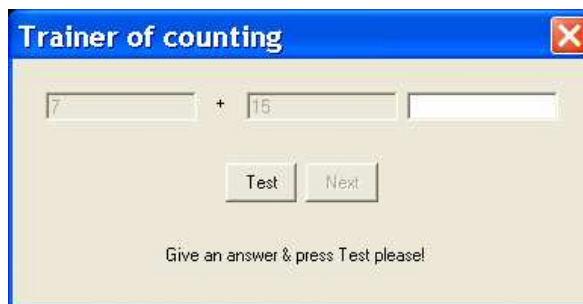 Trainer of counting
7 + 15
Test Next
Give an answer & press Test please!